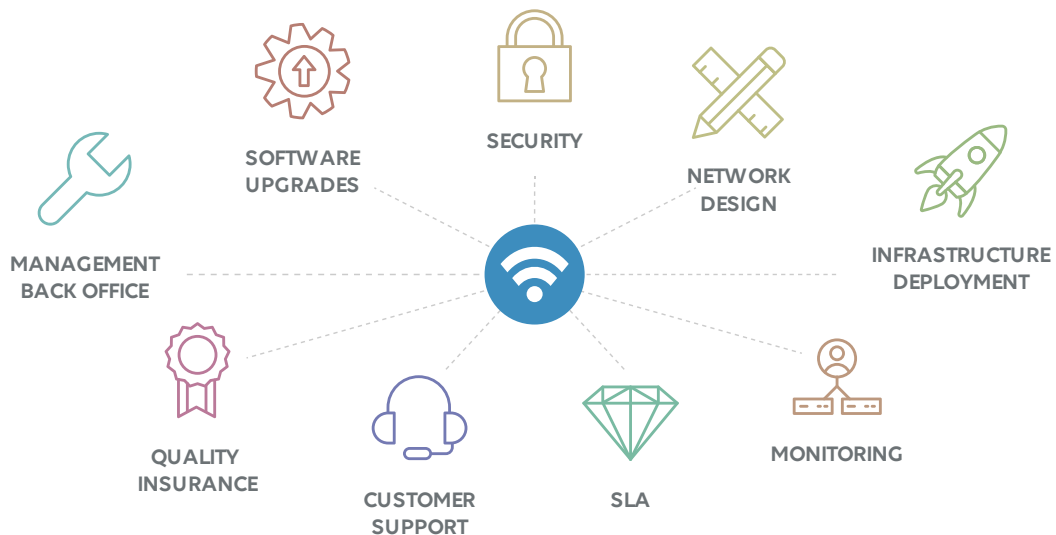 SECURITY
SOFTWARE
UPGRADES
NETWORK
DESIGN
MANAGEMENT
BACK OFFICE
INFRASTRUCTURE
DEPLOYMENT
QUALITY
INSURANCE
CUSTOMER
SUPPORT
SLA
MONITORING